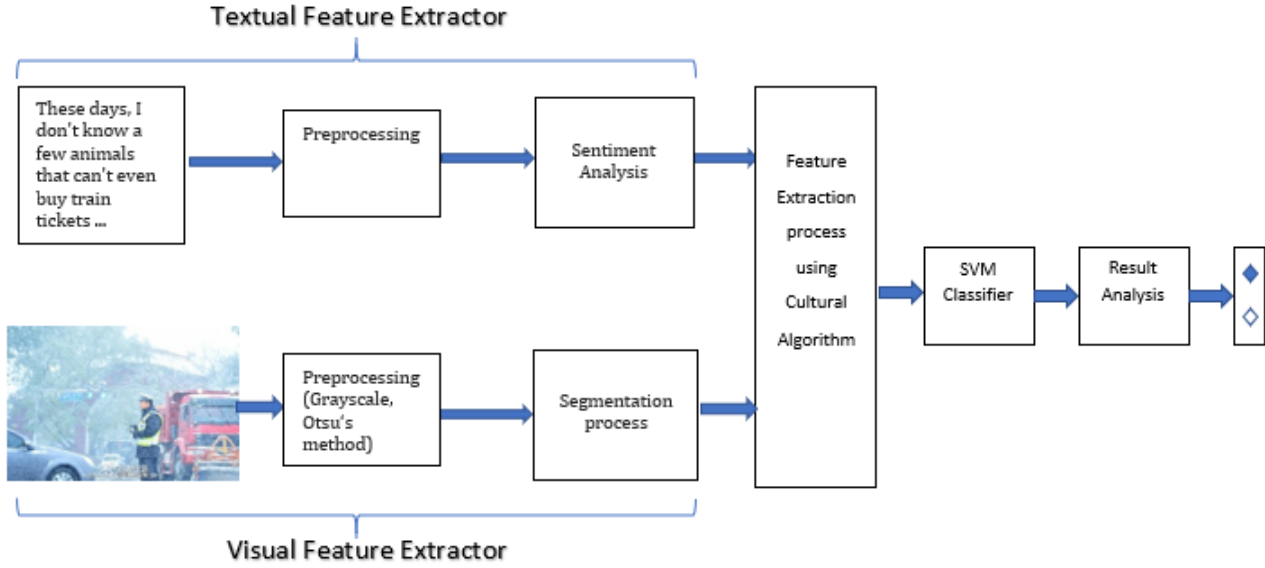 Textual Feature Extractor
These days, I
don't know a
few animals
that can't even
buy train
tickets ...
Preprocessing
Sentiment
Analysis
Feature
Extraction
process
using
Cultural
Algorithm
SVM
Classifier
Result
Analysis
Preprocessing
(Grayscale,
Otsu's
method)
Segmentation
process
Visual Feature Extractor